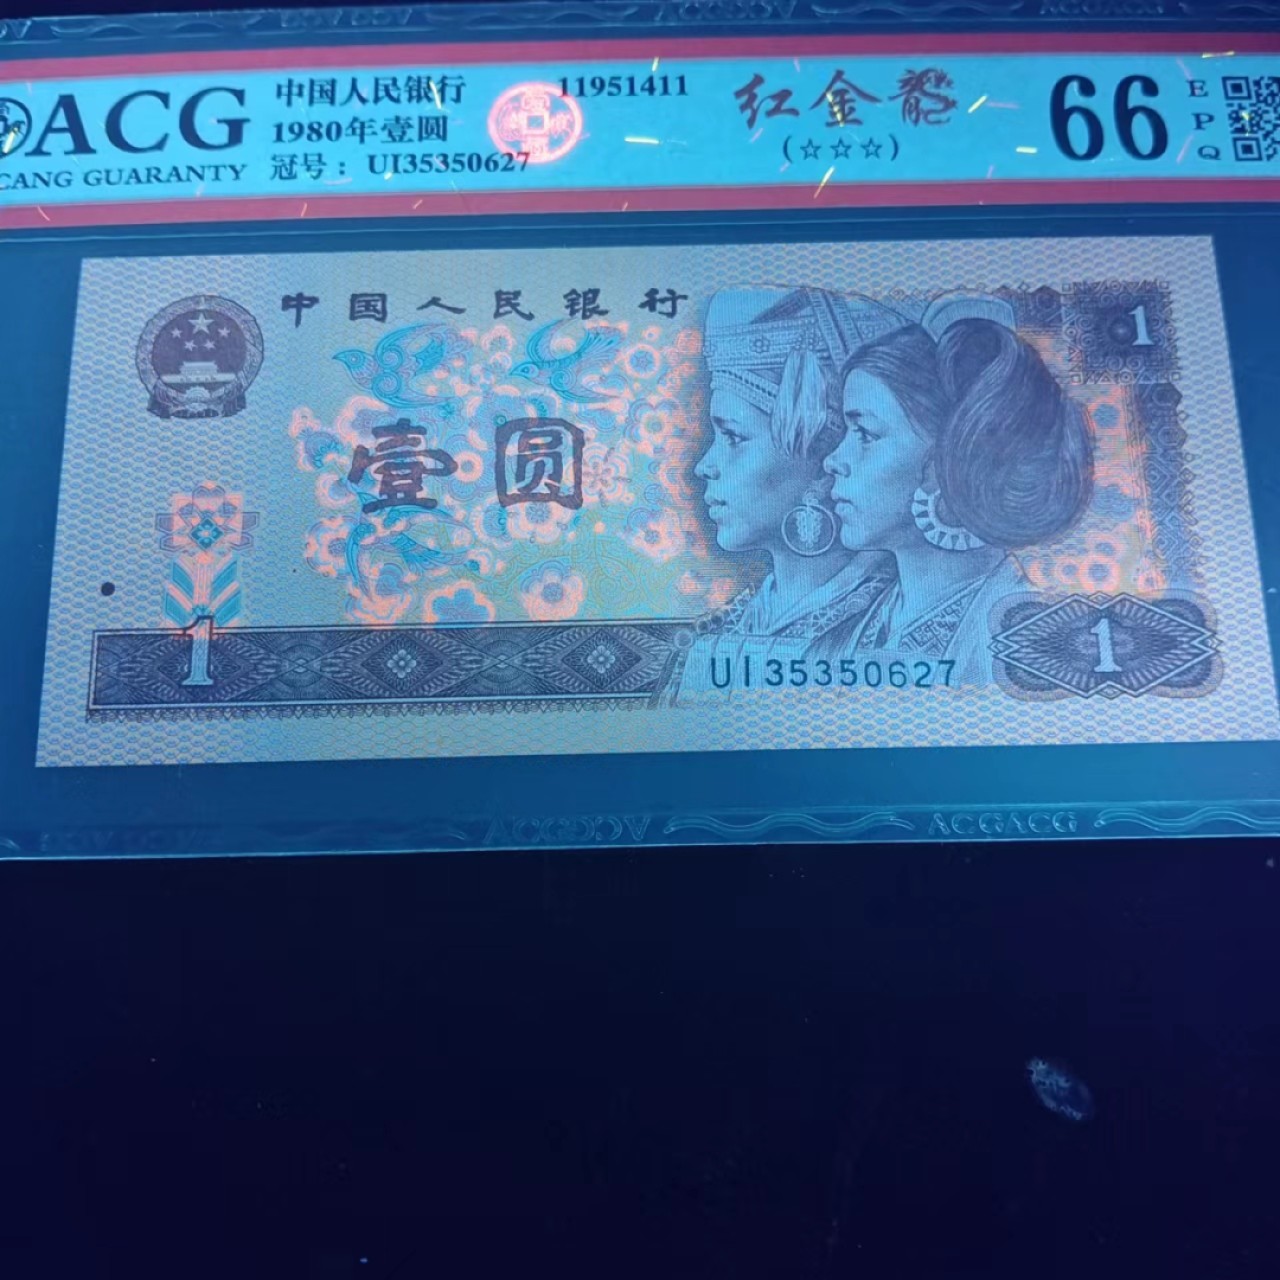 ACG
CANG GUARANTY
中国人民银行
1980年壹圆
冠号： UI35350627
11951411
红金龙
(☆☆☆)
66
E
P
Q
中国人民银行
1
壹圆
1
UI35350627
1
ACGACG